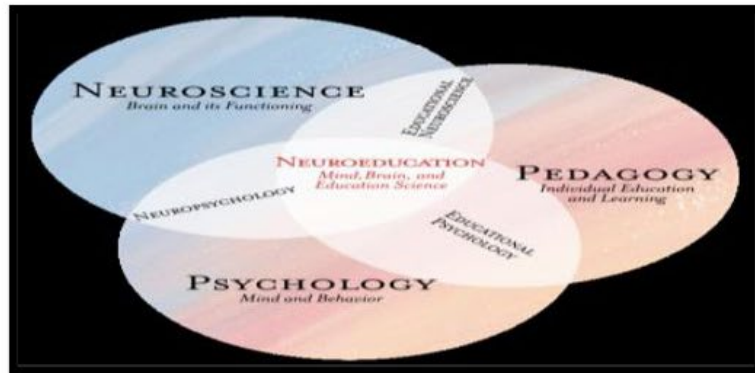 NEUROSCIENCE
Brain and its Functioning
EDUCATIONAL
NEUROSCIENCE
NEUROEDUCATION
Mind, Brain, and
Education Science
PEDAGOGY
Individual Education
and Learning
NEUROPSYCHOLOGY
EDUCATIONAL
PSYCHOLOGY
PSYCHOLOGY
Mind and Behavior